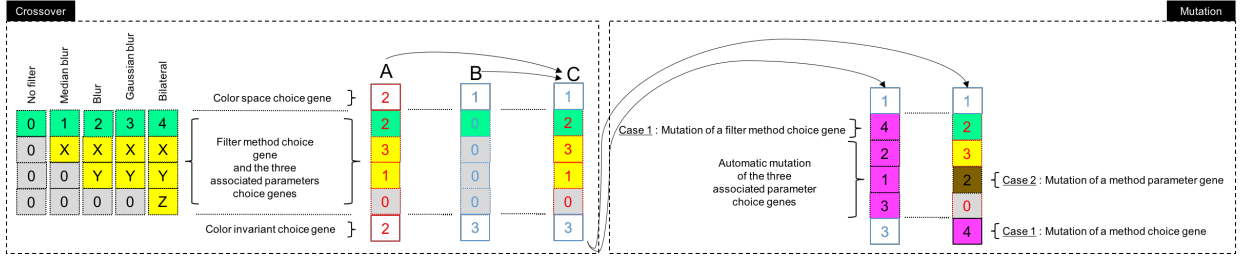 Crossover
Mutation
No filter
Median blur
Blur
Gaussian blur
Bilateral
A
B
C
Color space choice gene
2
1
1
1
1
0 1 2 3 4
2
0
2
4
2
Case 1 : Mutation of a filter method choice gene
0 X X X X
Filter method choice
gene
and the three
associated parameters
choice genes
3
0
3
2
3
Automatic mutation
of the three
associated parameter
choice genes
0 0 Y Y Y
1
0
1
1
2
Case 2 : Mutation of a method parameter gene
0 0 0 0 Z
0
0
0
3
0
Color invariant choice gene
2
3
3
3
4
Case 1 : Mutation of a method choice gene